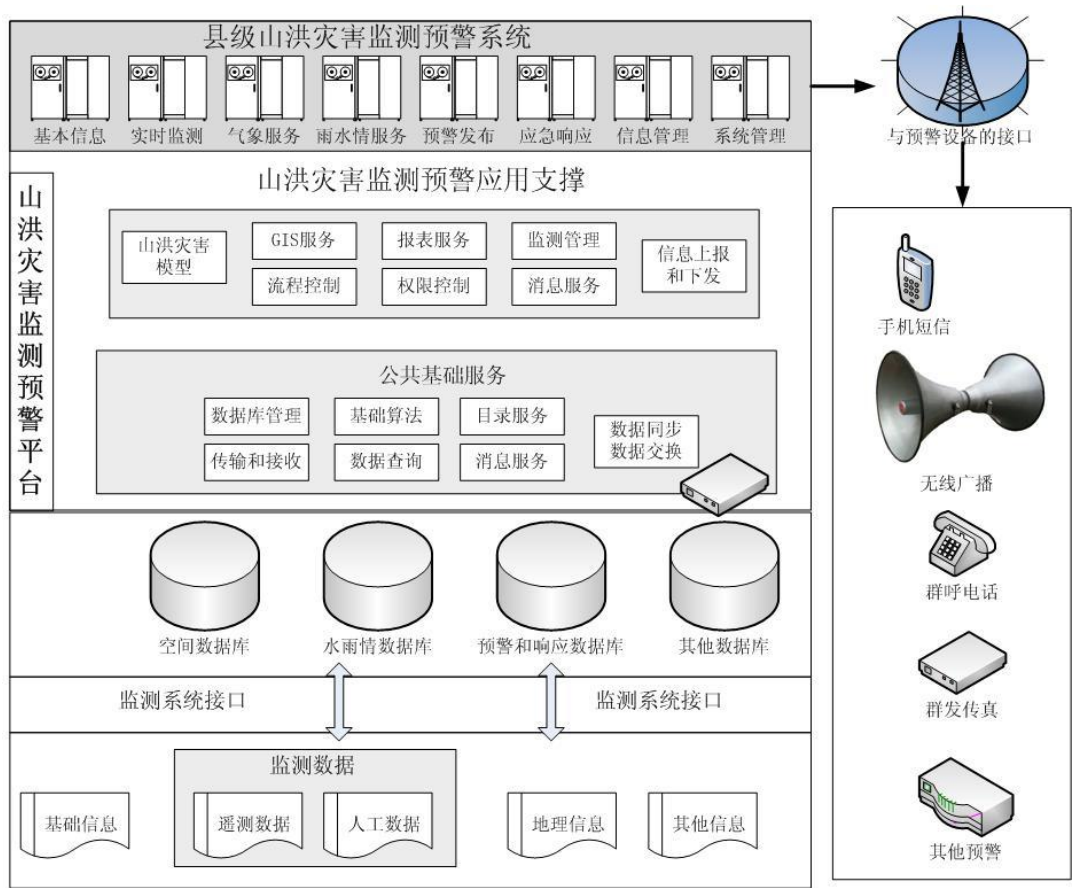 县级山洪灾害监测预警系统
基本信息
实时监测
气象服务
雨水情服务
预警发布
应急响应
信息管理
系统管理
与预警设备的接口
山洪灾害监测预警平台
山洪灾害监测预警应用支撑
山洪灾害
模型
GIS服务
报表服务
监测管理
流程控制
权限控制
消息服务
信息上报
和下发
公共基础服务
数据库管理
基础算法
目录服务
传输和接收
数据查询
消息服务
数据同步
数据交换
空间数据库
水雨情数据库
预警和响应数据库
其他数据库
监测系统接口
监测系统接口
监测数据
基础信息
遥测数据
人工数据
地理信息
其他信息
手机短信
无线广播
群呼电话
群发传真
其他预警